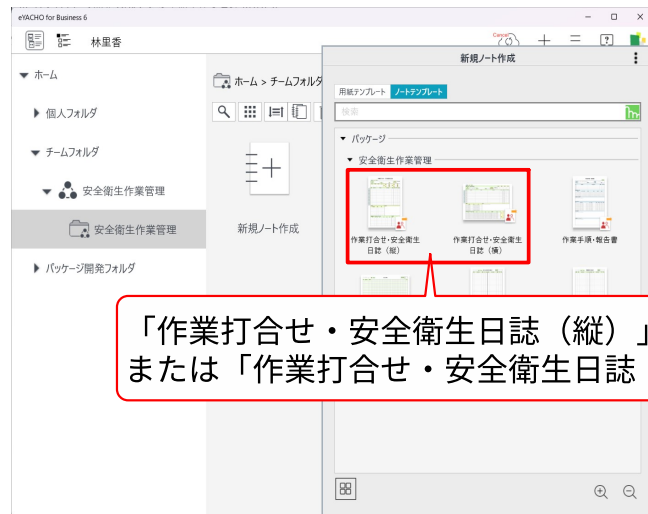 eYACHO for Business 6
林里香
Cancel
新規ノート作成
ホーム
個人フォルダ
チームフォルダ
安全衛生作業管理
安全衛生作業管理
パッケージ開発フォルダ
ホーム > チームフォルダ
新規ノート作成
用紙テンプレート ノートテンプレート
検索
パッケージ
安全衛生作業管理
作業打合せ・安全衛生
日誌（縦）
作業打合せ・安全衛生
日誌（横）
作業手順・報告書
「作業打合せ・安全衛生日誌（縦）」
または「作業打合せ・安全衛生日誌